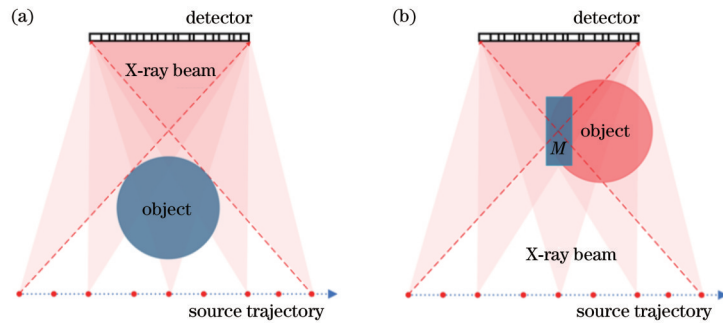 (a)
detector
X-ray beam
object
source trajectory
(b)
detector
object
M
X-ray beam
source trajectory